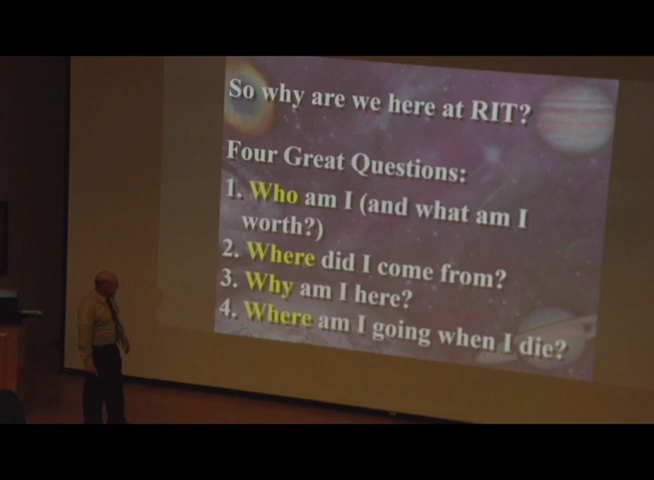 So why are we here at RIT?
Four Great Questions:
1. Who am I (and what am I
worth?)
2. Where did I come from?
3. Why am I here?
4. Where am I going when I die?